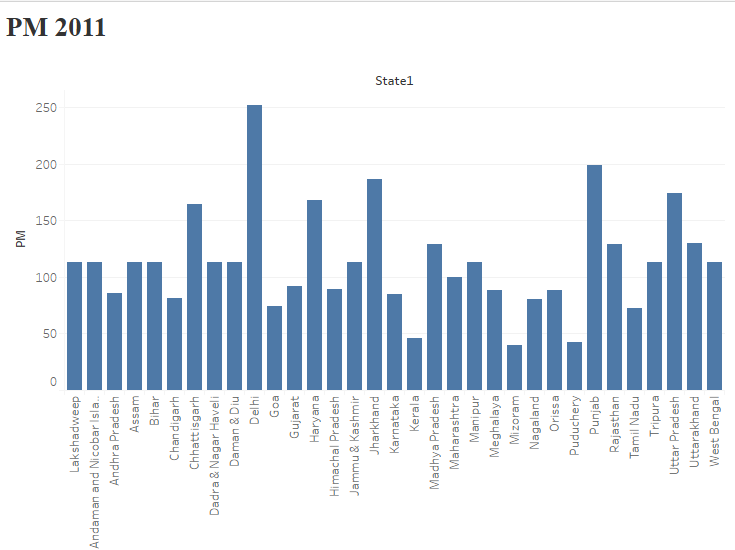 PM 2011
State1
PM
250
200
150
100
50
0
Lakshadweep
Andaman and Nicobar Isla..
Andhra Pradesh
Assam
Bihar
Chandigarh
Chhattisgarh
Dadra & Nagar Haveli
Daman & Diu
Delhi
Goa
Gujarat
Haryana
Himachal Pradesh
Jammu & Kashmir
Jharkhand
Karnataka
Kerala
Madhya Pradesh
Maharashtra
Manipur
Meghalaya
Mizoram
Nagaland
Orissa
Puduchery
Punjab
Rajasthan
Tamil Nadu
Tripura
Uttar Pradesh
Uttarakhand
West Bengal